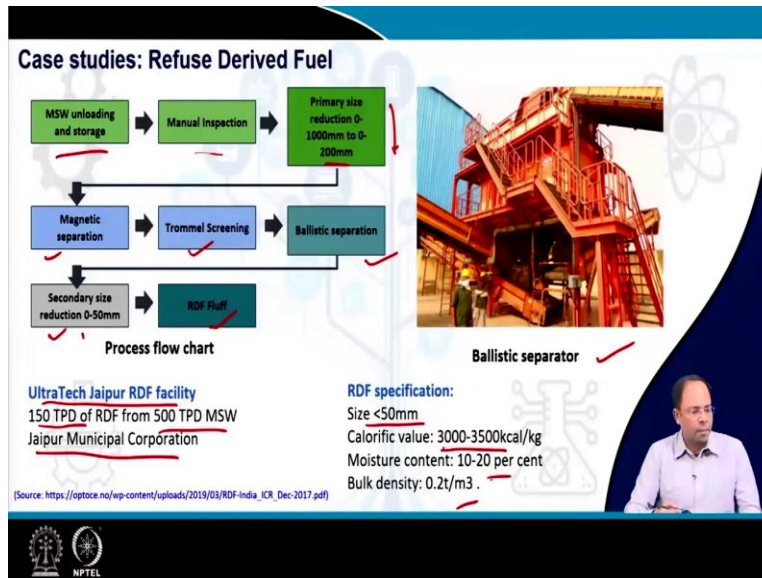 Case studies: Refuse Derived Fuel
MSW unloading
and storage
Manual Inspection
Primary size
reduction 0-
1000mm to 0-
200mm
Magnetic
separation
Trommel Screening
Ballistic separation
Secondary size
reduction 0-50mm
RDF Fluff
Process flow chart
Ballistic separator
UltraTech Jaipur RDF facility
150 TPD of RDF from 500 TPD MSW
Jaipur Municipal Corporation
RDF specification:
Size <50mm
Calorific value: 3000-3500kcal/kg
Moisture content: 10-20 per cent
Bulk density: 0.2t/m3 .
(Source: https://optoce.no/wp-content/uploads/2019/03/RDF-India_ICR_Dec-2017.pdf)
NPTEL